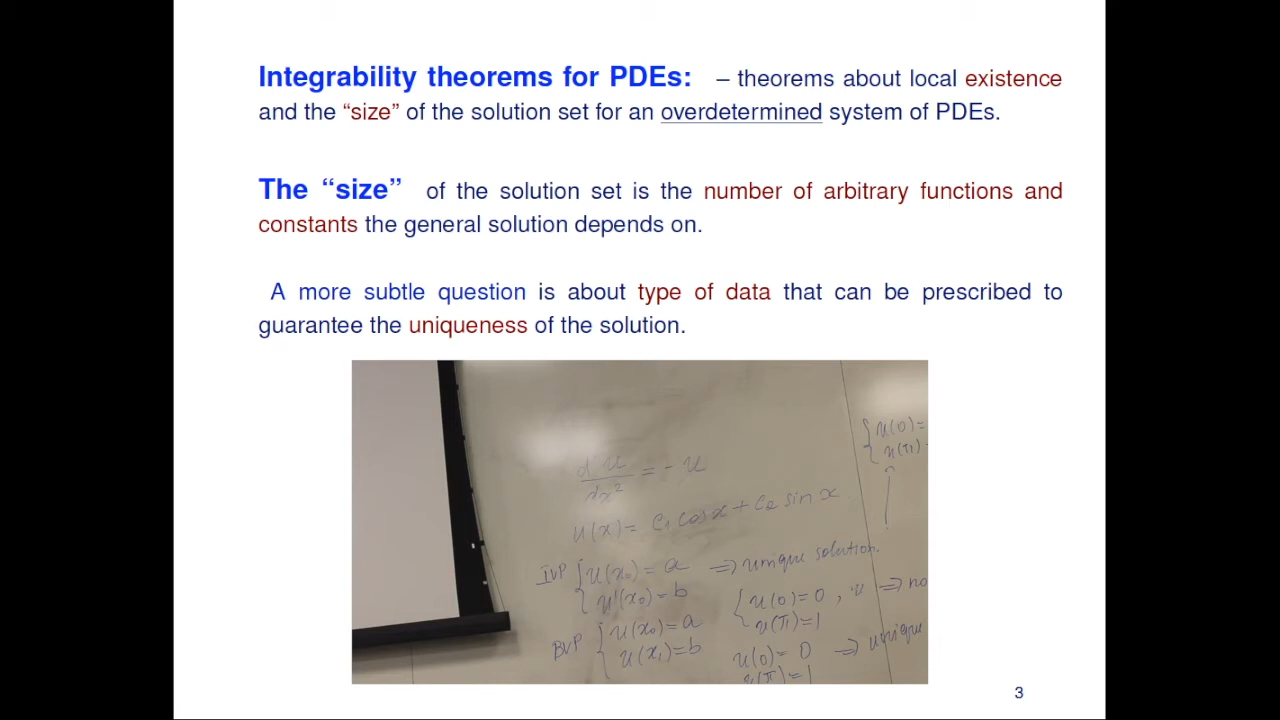 Integrability theorems for PDEs: – theorems about local existence
and the “size” of the solution set for an overdetermined system of PDEs.
The “size” of the solution set is the number of arbitrary functions and
constants the general solution depends on.
A more subtle question is about type of data that can be prescribed to
guarantee the uniqueness of the solution.
d²u
dx²
= - u
u(x) = c₁ cos x + c₂ sin x
IVP { u(x₀) = a
u'(x₀) = b
⇒ unique solution.
BVP { u(x₀) = a
u(x₁) = b
{ u(0) = 0
u(π) = 1
⇒ no
u(0) = 0
⇒ unique
{ u(0) =
u(π)
3